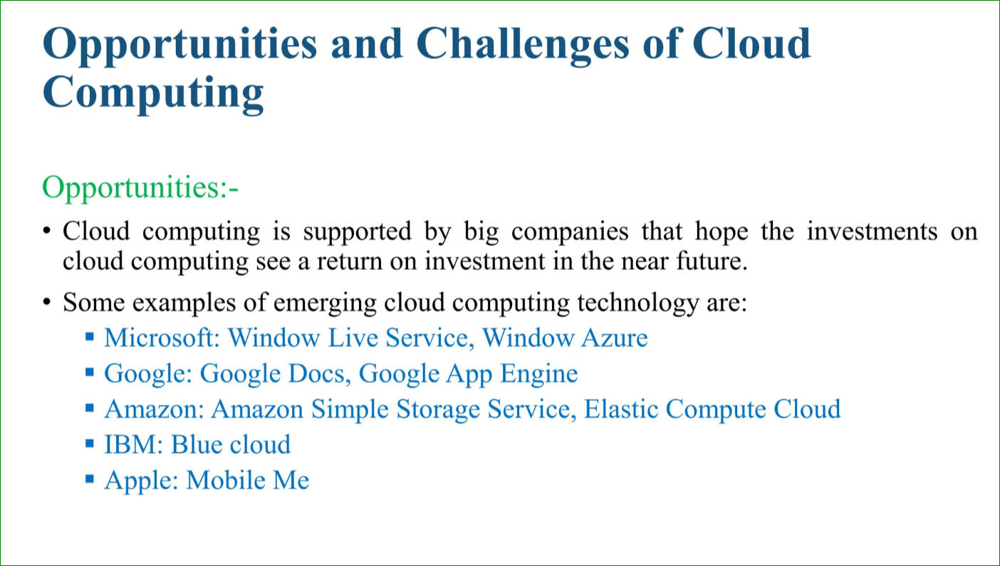 Opportunities and Challenges of Cloud
Computing
Opportunities:-
• Cloud computing is supported by big companies that hope the investments on
cloud computing see a return on investment in the near future.
• Some examples of emerging cloud computing technology are:
▪ Microsoft: Window Live Service, Window Azure
▪ Google: Google Docs, Google App Engine
▪ Amazon: Amazon Simple Storage Service, Elastic Compute Cloud
▪ IBM: Blue cloud
▪ Apple: Mobile Me